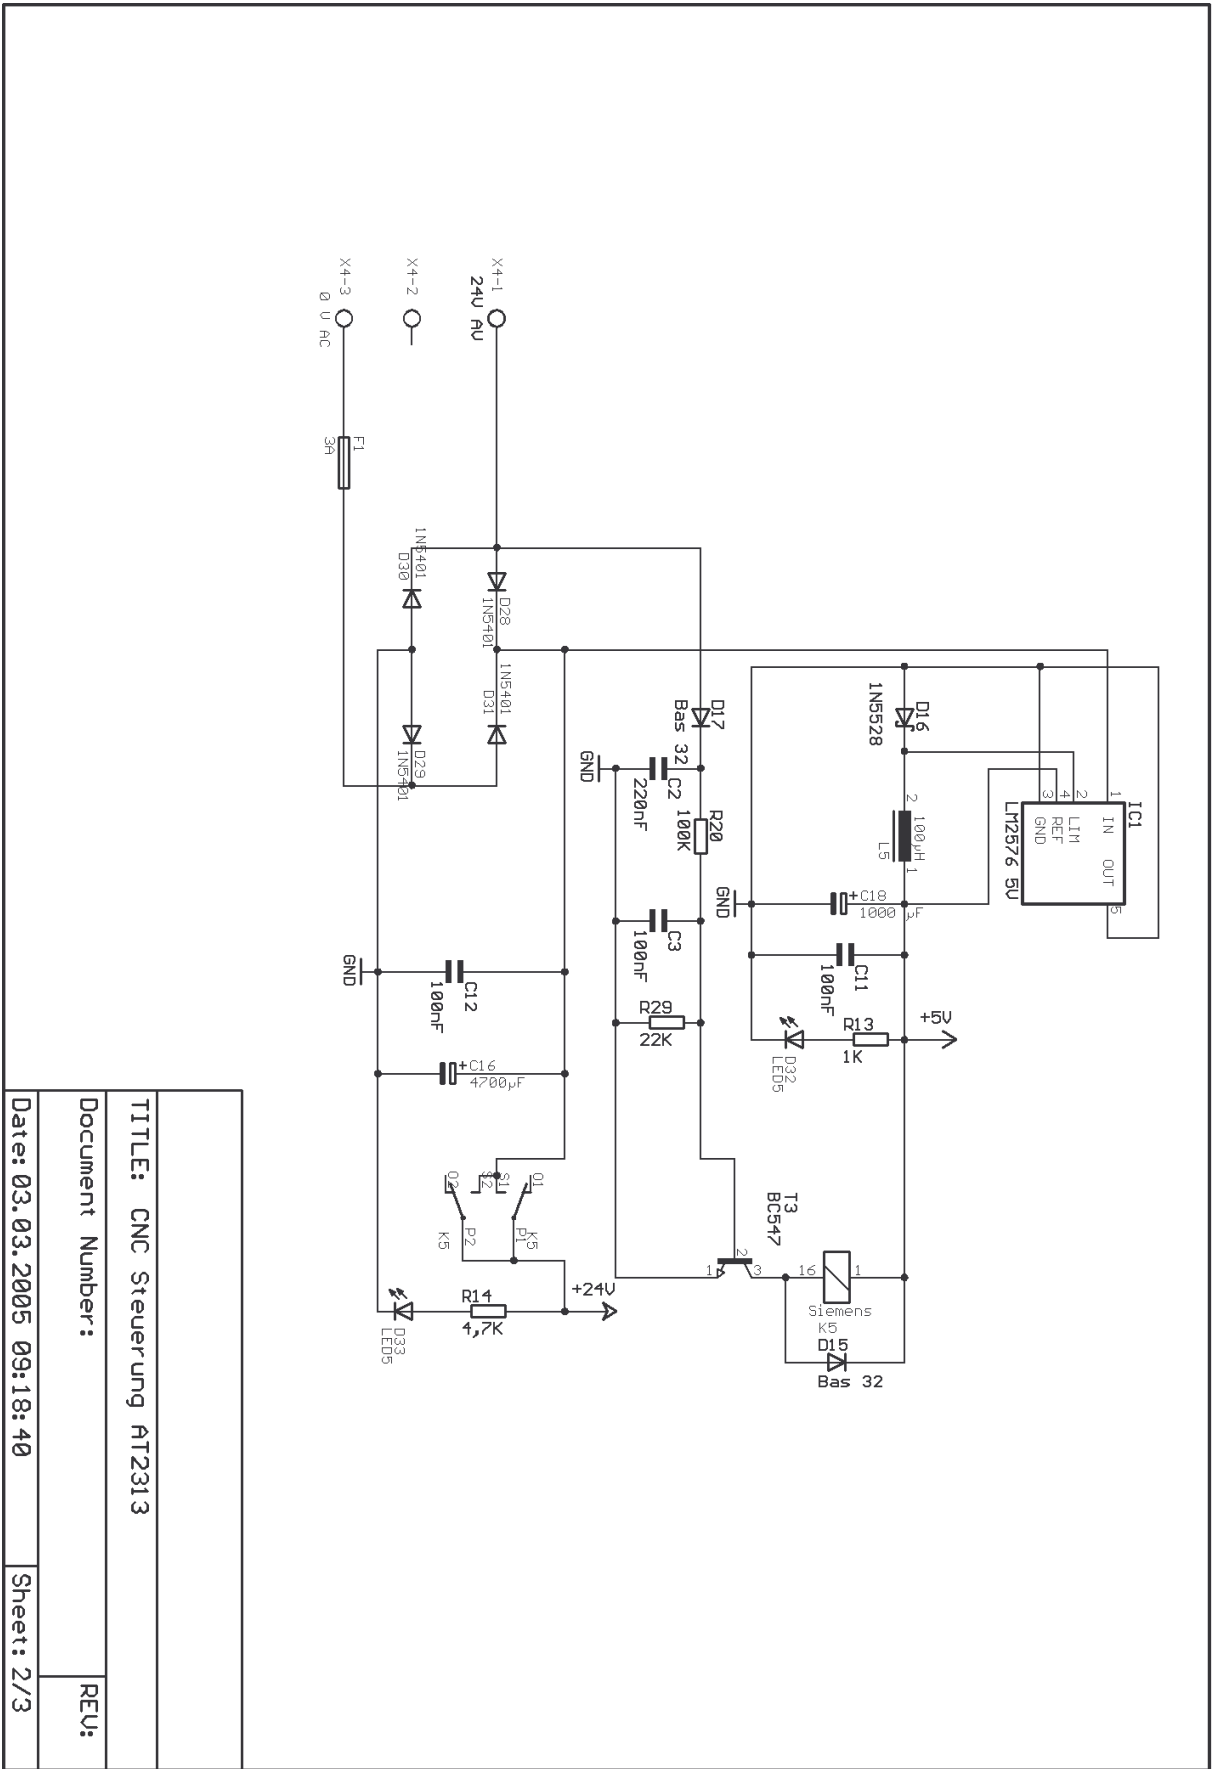 IC1
LM2576 5V
1
IN
OUT
5
2
LIM
4
REF
3
GND
D16
1N5528
2
100µH
L5
1
+C18
1000 µF
GND
C11
100nF
R13
1K
+5V
D32
LED5
D17
Bas 32
C2
220nF
GND
R20
100K
C3
100nF
R29
22K
T3
BC547
1
2
3
16
1
Siemens
K5
D15
Bas 32
X4-1
24V AV
X4-2
X4-3
0 V AC
F1
3A
1N5401
D30
D28
1N5401
1N5401
D31
D29
1N5401
GND
C12
100nF
+C16
4700µF
O1
S1
S2
O2
P1
K5
P2
K5
+24V
R14
4,7K
D33
LED5
TITLE: CNC Steuerung AT2313
Document Number:
REV:
Date: 03.03.2005 09:18:40
Sheet: 2/3